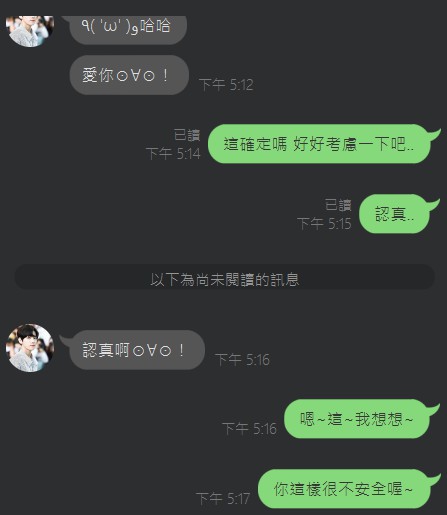 ٩( 'ω' )و哈哈
愛你⊙∀⊙！
下午 5:12
已讀
下午 5:14
這確定嗎 好好考慮一下吧..
已讀
下午 5:15
認真..
以下為尚未閱讀的訊息
認真啊⊙∀⊙！
下午 5:16
下午 5:16
嗯~這~我想想~
下午 5:17
你這樣很不安全喔~